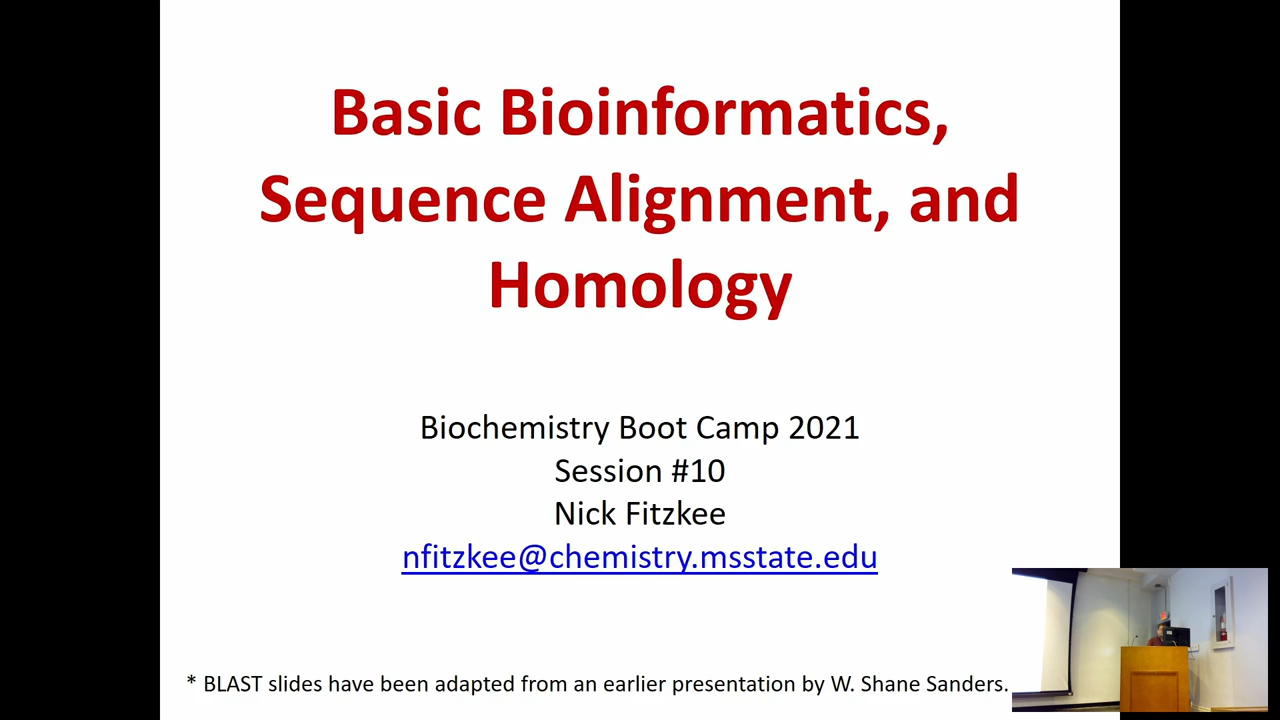 Basic Bioinformatics,
Sequence Alignment, and
Homology
Biochemistry Boot Camp 2021
Session #10
Nick Fitzkee
nfitzkee@chemistry.msstate.edu
* BLAST slides have been adapted from an earlier presentation by W. Shane Sanders.